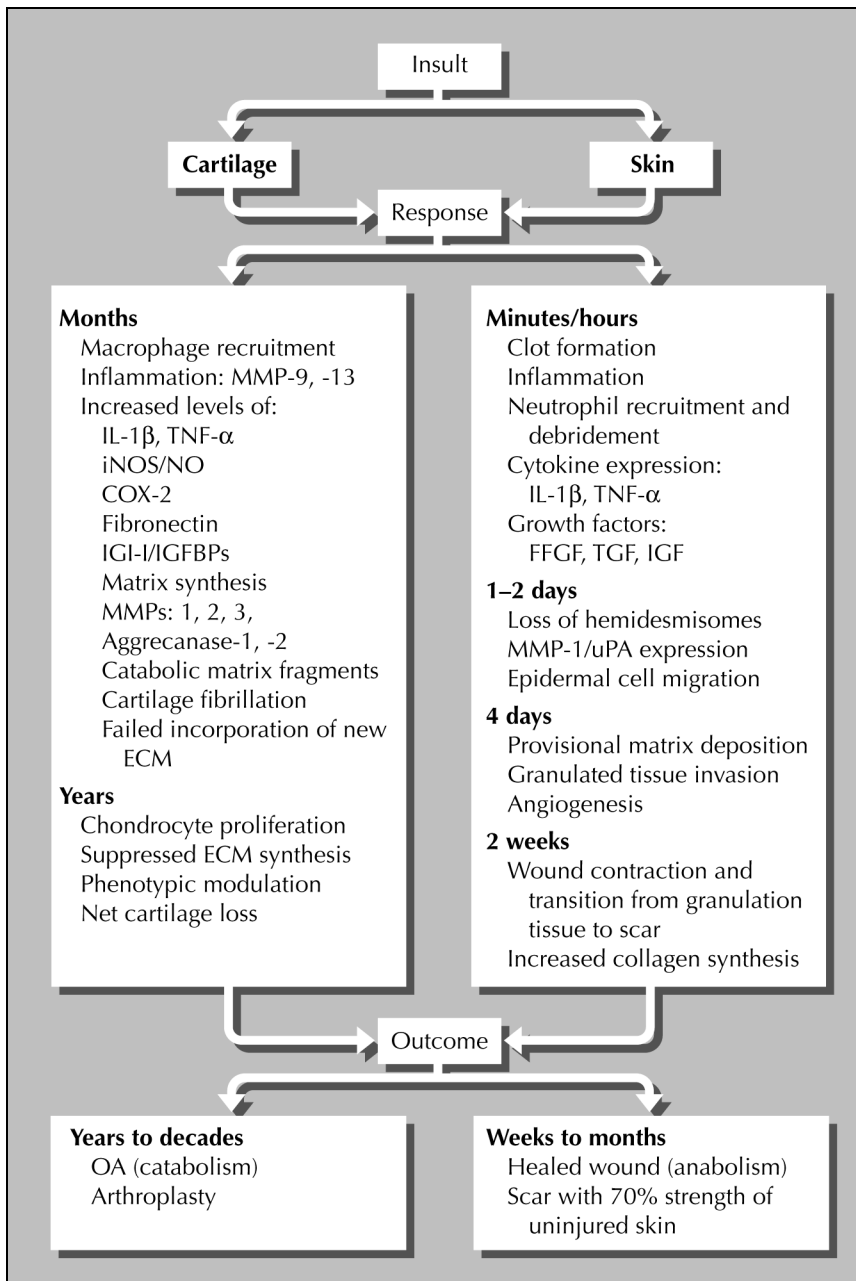 Insult
Cartilage
Skin
Response
Months
Macrophage recruitment
Inflammation: MMP-9, -13
Increased levels of:
IL-1β, TNF-α
iNOS/NO
COX-2
Fibronectin
IGI-I/IGFBPs
Matrix synthesis
MMPs: 1, 2, 3,
Aggrecanase-1, -2
Catabolic matrix fragments
Cartilage fibrillation
Failed incorporation of new
ECM
Years
Chondrocyte proliferation
Suppressed ECM synthesis
Phenotypic modulation
Net cartilage loss
Minutes/hours
Clot formation
Inflammation
Neutrophil recruitment and
debridement
Cytokine expression:
IL-1β, TNF-α
Growth factors:
FFGF, TGF, IGF
1–2 days
Loss of hemidesmisomes
MMP-1/uPA expression
Epidermal cell migration
4 days
Provisional matrix deposition
Granulated tissue invasion
Angiogenesis
2 weeks
Wound contraction and
transition from granulation
tissue to scar
Increased collagen synthesis
Outcome
Years to decades
OA (catabolism)
Arthroplasty
Weeks to months
Healed wound (anabolism)
Scar with 70% strength of
uninjured skin